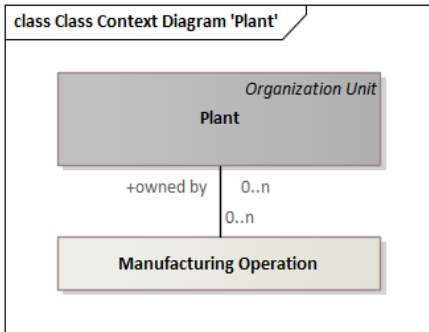 class Class Context Diagram 'Plant'
Organization Unit
Plant
+owned by 0..n
0..n
Manufacturing Operation